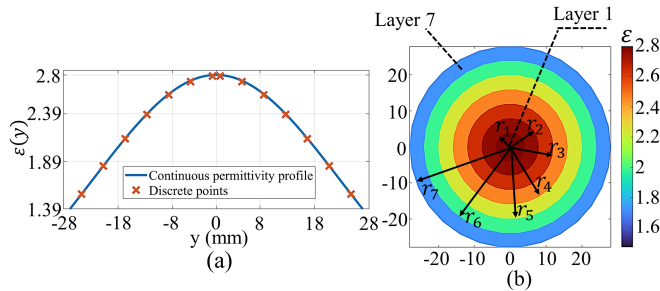 2.8
2.39
1.89
1.39
ε(y)
Continuous permittivity profile
Discrete points
-28 -18 -8 0 8 18 28
y (mm)
(a)
Layer 7
Layer 1
ε
20
10
0
-10
-20
r₁
r₂
r₃
r₄
r₅
r₆
r₇
-20 -10 0 10 20
2.8
2.6
2.4
2.2
2
1.8
1.6
(b)